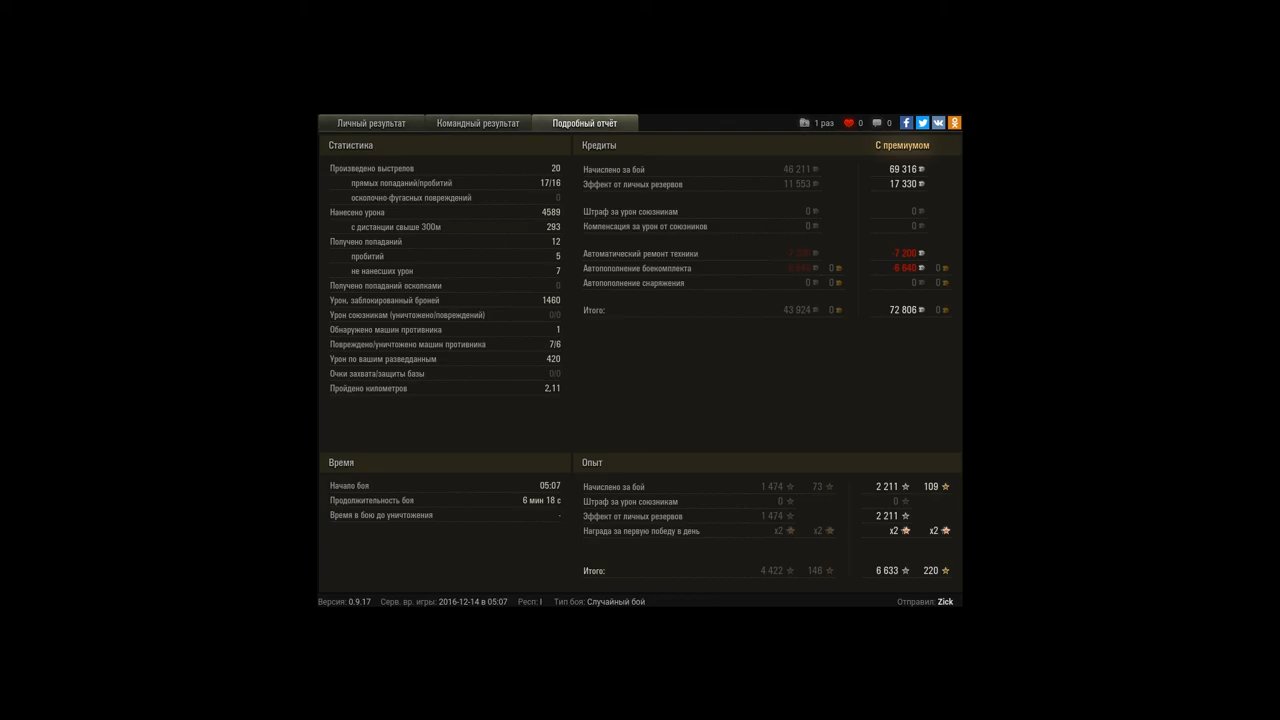 Личный результат Командный результат Подробный отчёт 1 раз 0 0
Статистика
Произведено выстрелов 20
прямых попаданий/пробитий 17/16
осколочно-фугасных повреждений 0
Нанесено урона 4589
с дистанции свыше 300м 293
Получено попаданий 12
пробитий 5
не нанесших урон 7
Получено попаданий осколками 0
Урон, заблокированный броней 1460
Урон союзникам (уничтожено/повреждений) 0/0
Обнаружено машин противника 1
Повреждено/уничтожено машин противника 7/6
Урон по вашим разведданным 420
Очки захвата/защиты базы 0/0
Пройдено километров 2,11
Кредиты С премиумом
Начислено за бой 46 211 69 316
Эффект от личных резервов 11 553 17 330
Штраф за урон союзникам 0 0
Компенсация за урон от союзников 0 0
Автоматический ремонт техники -7 200
Автопополнение боекомплекта 0 -6 640 0
Автопополнение снаряжения 0 0 0 0
Итого: 43 924 0 72 806 0
Время
Начало боя 05:07
Продолжительность боя 6 мин 18 с
Время в бою до уничтожения -
Опыт
Начислено за бой 1 474 73 2 211 109
Штраф за урон союзникам 0 0
Эффект от личных резервов 1 474 2 211
Награда за первую победу в день x2 x2 x2 x2
Итого: 4 422 146 6 633 220
Версия: 0.9.17 Серв. вр. игры: 2016-12-14 в 05:07 Респ: I Тип боя: Случайный бой Отправил: Zick